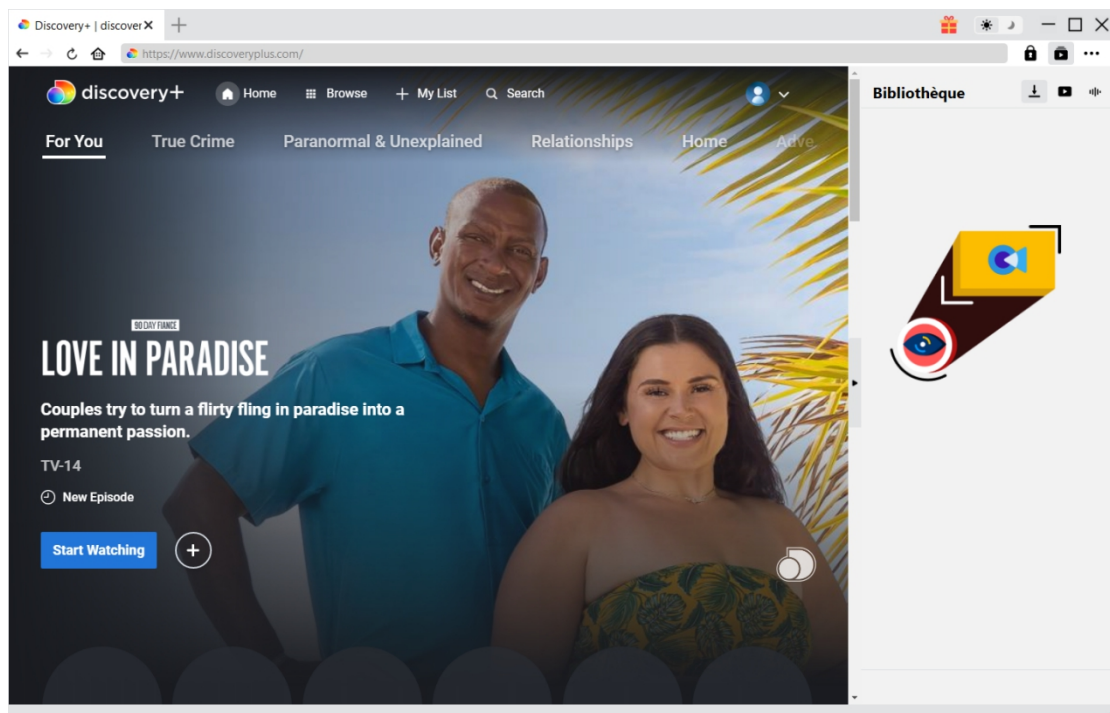 Discovery+ | discover
https://www.discoveryplus.com/
discovery+ Home Browse My List Search
Bibliothèque
For You True Crime Paranormal & Unexplained Relationships Home Adve
90 DAY FIANCÉ
LOVE IN PARADISE
Couples try to turn a flirty fling in paradise into a
permanent passion.
TV-14
New Episode
Start Watching